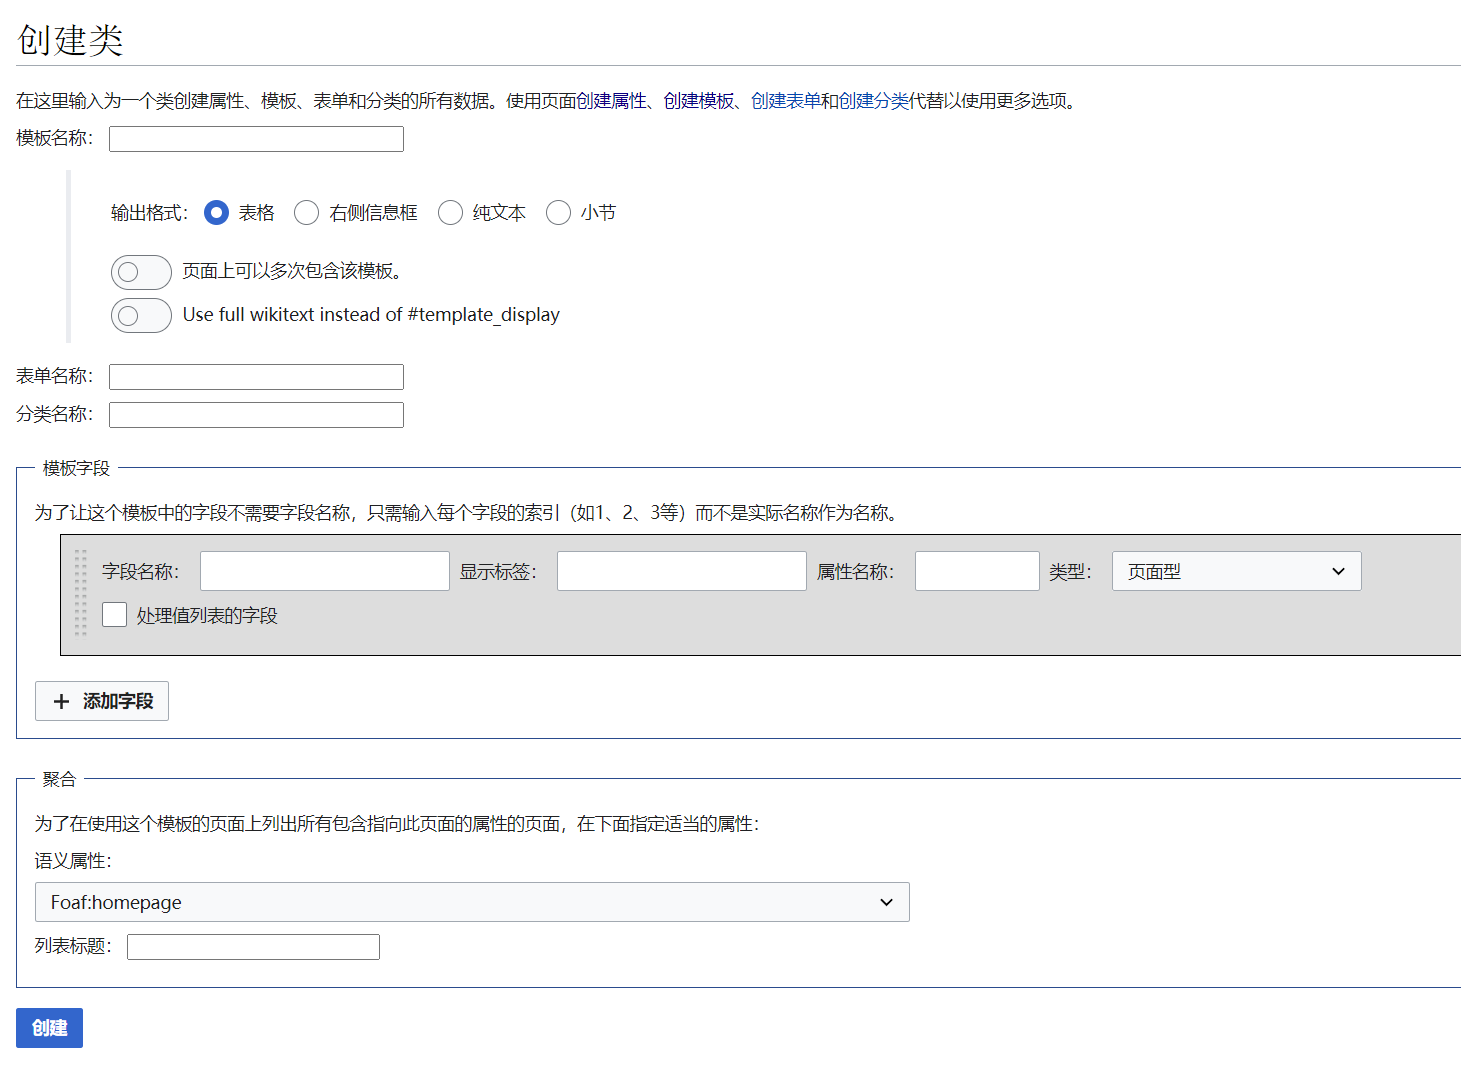 创建类
在这里输入为一个类创建属性、模板、表单和分类的所有数据。使用页面创建属性、创建模板、创建表单和创建分类代替以使用更多选项。
模板名称：
输出格式： 表格 右侧信息框 纯文本 小节
页面上可以多次包含该模板。
Use full wikitext instead of #template_display
表单名称：
分类名称：
模板字段
为了让这个模板中的字段不需要字段名称，只需输入每个字段的索引（如1、2、3等）而不是实际名称作为名称。
字段名称： 显示标签： 属性名称： 类型： 页面型
处理值列表的字段
添加字段
聚合
为了在使用这个模板的页面上列出所有包含指向此页面的属性的页面，在下面指定适当的属性：
语义属性：
Foaf:homepage
列表标题：
创建